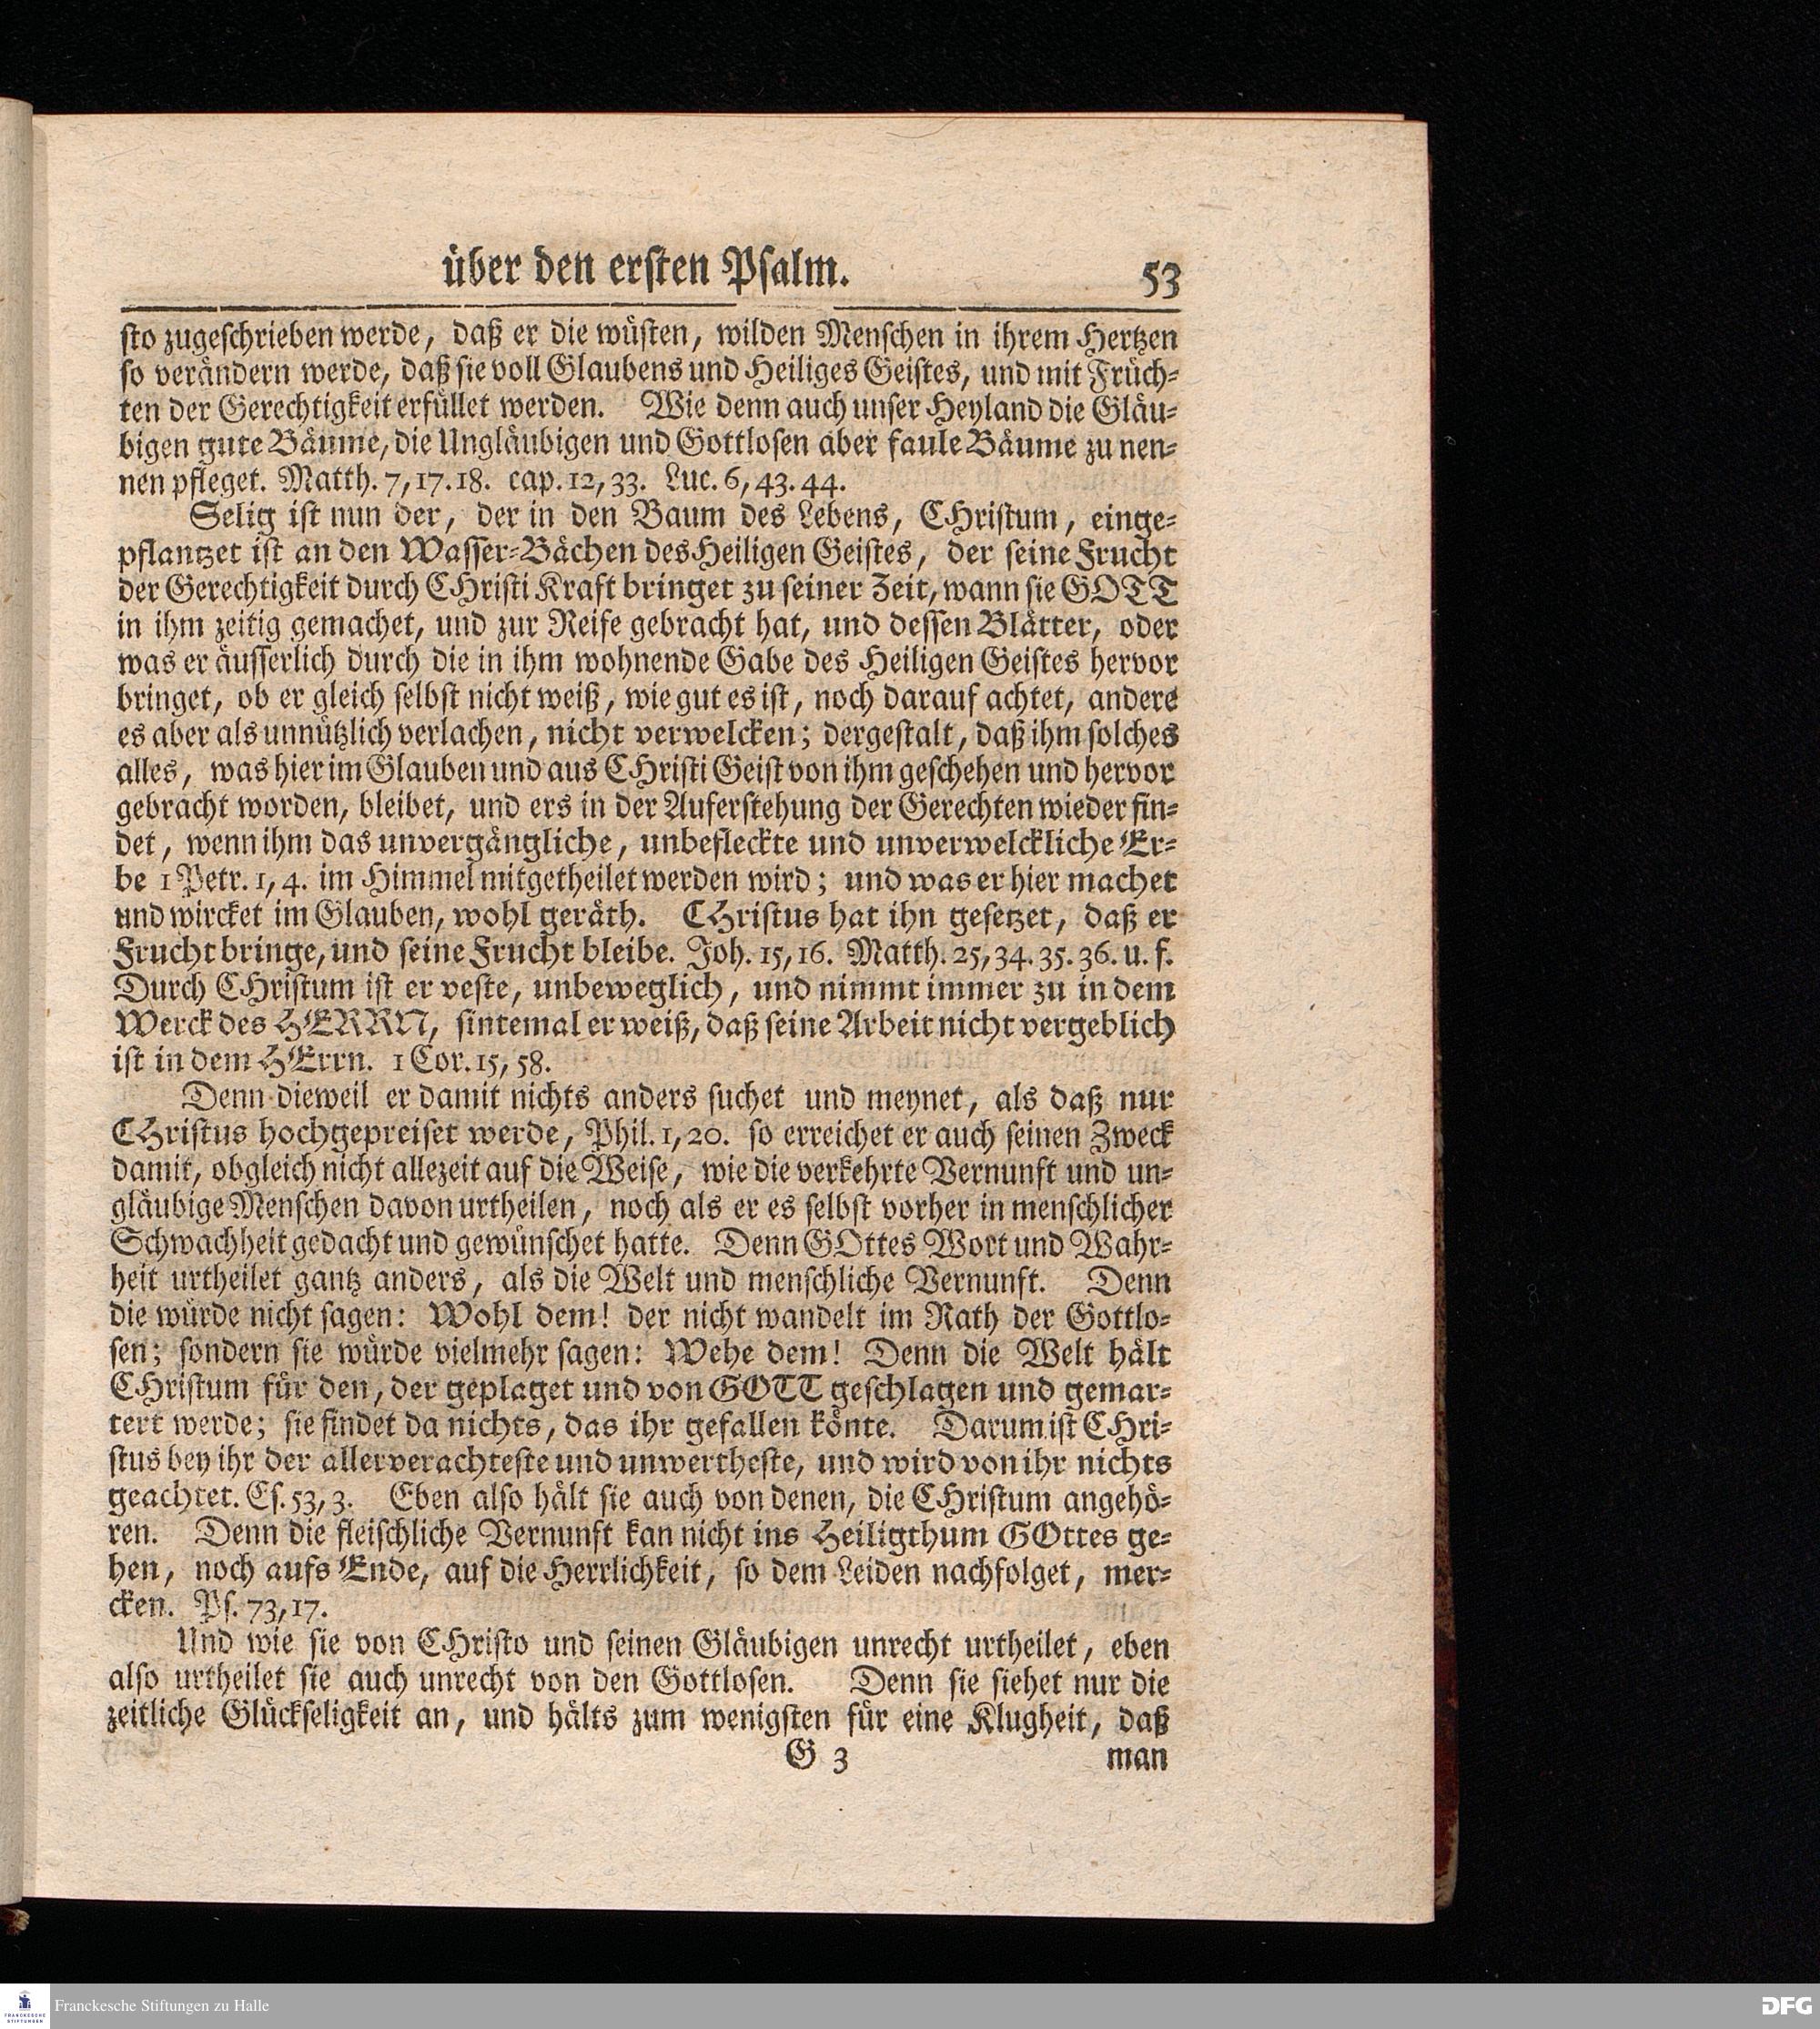 über den ersten Psalm. 53
sto zugeschrieben werde, daß er die wüsten, wilden Menschen in ihrem Hertzen
so verändern werde, daß sie voll Glaubens und Heiliges Geistes, und mit Früch-
ten der Gerechtigkeit erfüllet werden. Wie denn auch unser Heyland die Gläu-
bigen gute Bäume, die Ungläubigen und Gottlosen aber faule Bäume zu nen-
nen pfleget. Matth. 7, 17. 18. cap. 12, 33. Luc. 6, 43. 44.
Selig ist nun der, der in den Baum des Lebens, CHristum, einge-
pflantzet ist an den Wasser-Bächen des Heiligen Geistes, der seine Frucht
der Gerechtigkeit durch CHristi Kraft bringet zu seiner Zeit, wann sie GOTT
in ihm zeitig gemachet, und zur Reife gebracht hat, und dessen Blätter, oder
was er äusserlich durch die in ihm wohnende Gabe des Heiligen Geistes hervor
bringet, ob er gleich selbst nicht weiß, wie gut es ist, noch darauf achtet, andere
es aber als unnützlich verlachen, nicht verwelcken; dergestalt, daß ihm solches
alles, was hier im Glauben und aus CHristi Geist von ihm geschehen und hervor
gebracht worden, bleibet, und ers in der Auferstehung der Gerechten wieder fin-
det, wenn ihm das unvergängliche, unbefleckte und unverwelckliche Er-
be 1 Petr. 1, 4. im Himmel mitgetheilet werden wird; und was er hier machet
und wircket im Glauben, wohl geräth. CHristus hat ihn gesetzet, daß er
Frucht bringe, und seine Frucht bleibe. Joh. 15, 16. Matth. 25, 34. 35. 36. u. f.
Durch CHristum ist er veste, unbeweglich, und nimmt immer zu in dem
Werck des HERRN, sintemal er weiß, daß seine Arbeit nicht vergeblich
ist in dem HErrn. 1 Cor. 15, 58.
Denn dieweil er damit nichts anders suchet und meynet, als daß nur
CHristus hochgepreiset werde, Phil. 1, 20. so erreichet er auch seinen Zweck
damit, obgleich nicht allezeit auf die Weise, wie die verkehrte Vernunft und un-
gläubige Menschen davon urtheilen, noch als er es selbst vorher in menschlicher
Schwachheit gedacht und gewünschet hatte. Denn GOttes Wort und Wahr-
heit urtheilet gantz anders, als die Welt und menschliche Vernunft. Denn
die würde nicht sagen: Wohl dem! der nicht wandelt im Rath der Gottlo-
sen; sondern sie würde vielmehr sagen: Wehe dem! Denn die Welt hält
CHristum für den, der geplaget und von GOTT geschlagen und gemar-
tert werde; sie findet da nichts, das ihr gefallen könte. Darum ist CHri-
stus bey ihr der allerverachteste und unwertheste, und wird von ihr nichts
geachtet. Es. 53, 3. Eben also hält sie auch von denen, die CHristum angehö-
ren. Denn die fleischliche Vernunft kan nicht ins Heiligthum GOttes ge-
hen, noch aufs Ende, auf die Herrlichkeit, so dem Leiden nachfolget, mer-
cken. Ps. 73, 17.
Und wie sie von CHristo und seinen Gläubigen unrecht urtheilet, eben
also urtheilet sie auch unrecht von den Gottlosen. Denn sie siehet nur die
zeitliche Glückseligkeit an, und hälts zum wenigsten für eine Klugheit, daß
G 3 man
FRANCKESCHE STIFTUNGEN
Franckesche Stiftungen zu Halle
DFG